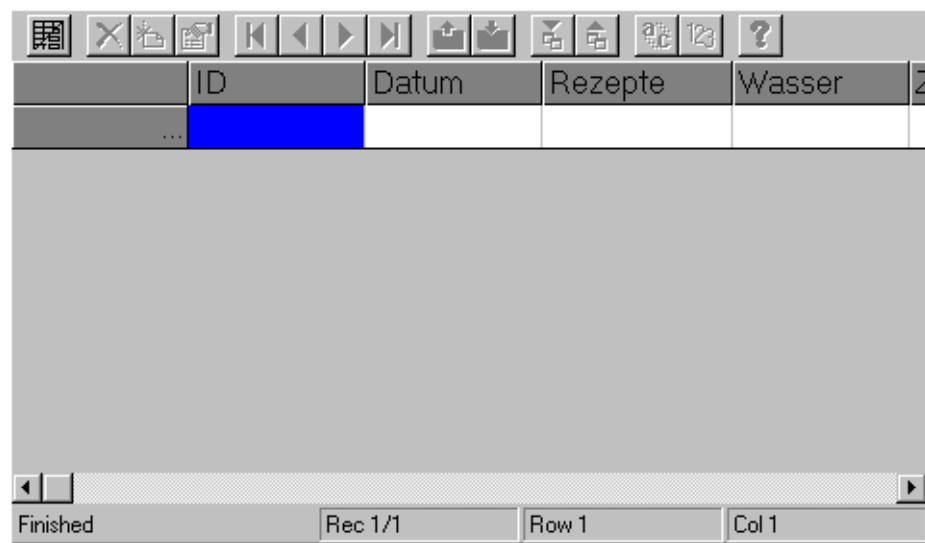 ID Datum Rezepte Wasser Z
...
Finished Rec 1/1 Row 1 Col 1